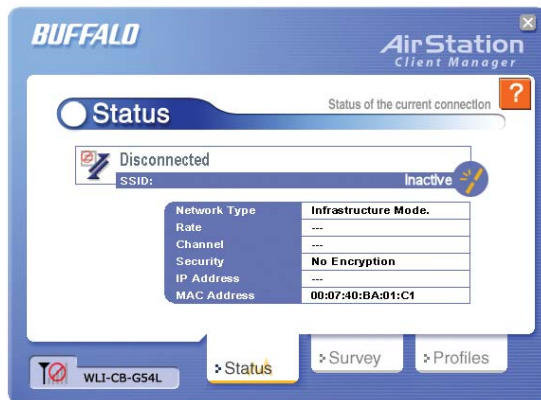 BUFFALO
AirStation
Client Manager
?
Status
Status of the current connection
Disconnected
SSID:
Inactive
Network Type Infrastructure Mode.
Rate ---
Channel ---
Security No Encryption
IP Address ---
MAC Address 00:07:40:BA:01:C1
WLI-CB-G54L
Status
Survey
Profiles